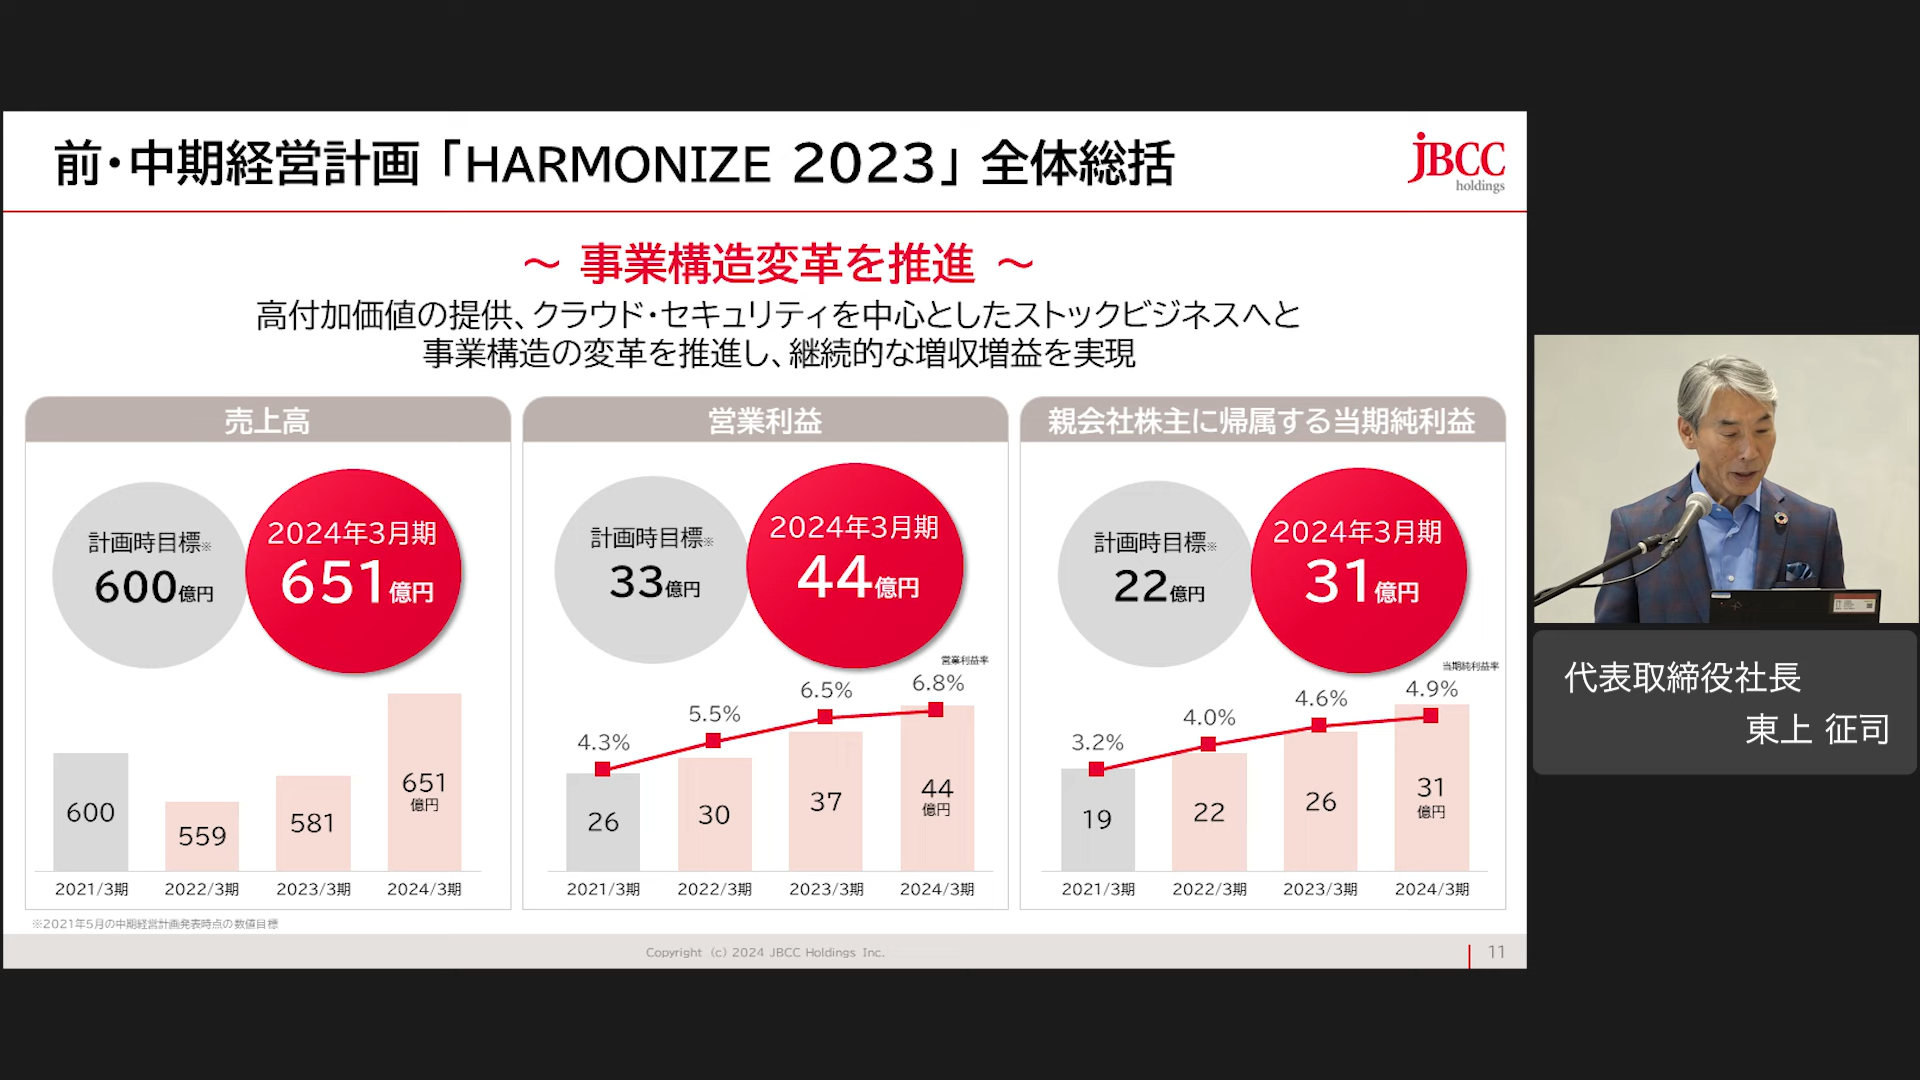 前・中期経営計画「HARMONIZE 2023」全体総括
JBCC
holdings
～ 事業構造変革を推進 ～
高付加価値の提供、クラウド・セキュリティを中心としたストックビジネスへと
事業構造の変革を推進し、継続的な増収増益を実現
売上高
計画時目標※
600億円
2024年3月期
651億円
600
559
581
651
億円
2021/3期 2022/3期 2023/3期 2024/3期
営業利益
計画時目標※
33億円
2024年3月期
44億円
営業利益率
4.3% 5.5% 6.5% 6.8%
26
30
37
44
億円
2021/3期 2022/3期 2023/3期 2024/3期
親会社株主に帰属する当期純利益
計画時目標※
22億円
2024年3月期
31億円
当期純利益率
3.2% 4.0% 4.6% 4.9%
19
22
26
31
億円
2021/3期 2022/3期 2023/3期 2024/3期
※2021年5月の中期経営計画発表時点の数値目標
Copyright (c) 2024 JBCC Holdings Inc.
11
代表取締役社長
東上 征司